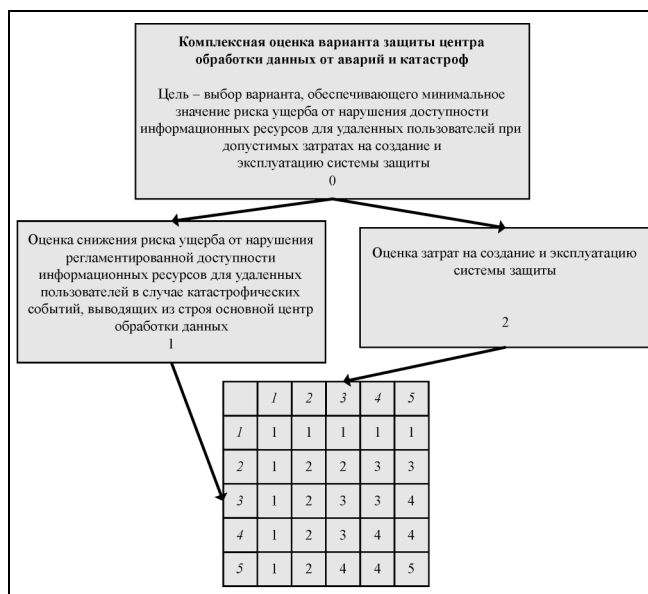 Комплексная оценка варианта защиты центра
обработки данных от аварий и катастроф
Цель – выбор варианта, обеспечивающего минимальное
значение риска ущерба от нарушения доступности
информационных ресурсов для удаленных пользователей при
допустимых затратах на создание и
эксплуатацию системы защиты
0
Оценка снижения риска ущерба от нарушения
регламентированной доступности
информационных ресурсов для удаленных
пользователей в случае катастрофических
событий, выводящих из строя основной центр
обработки данных
1
Оценка затрат на создание и эксплуатацию
системы защиты
2
1 2 3 4 5
1 1 1 1 1 1
2 1 2 2 3 3
3 1 2 3 3 4
4 1 2 3 4 4
5 1 2 4 4 5